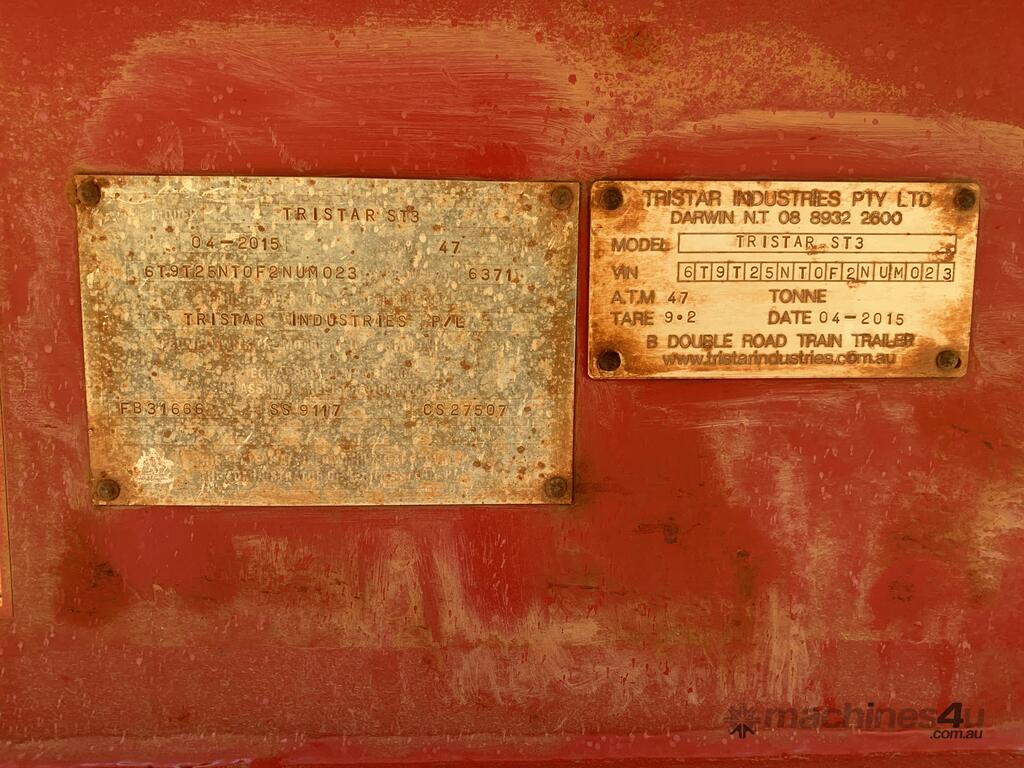 TRISTAR ST3
04-2015 47
6T9T25NT0F2NUM023 6371
TRISTAR INDUSTRIES P/L
FB31666 SS9117 CS27507
TRISTAR INDUSTRIES PTY LTD
DARWIN N.T 08 8932 2600
MODEL TRISTAR ST3
VIN 6T9T25NT0F2NUM023
A.T.M 47 TONNE
TARE 9.2 DATE 04-2015
B DOUBLE ROAD TRAIN TRAILER
www.tristarindustries.com.au
machines4u
.com.au